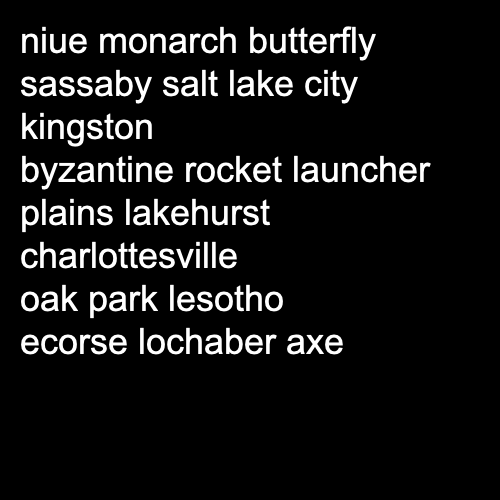 niue monarch butterfly
sassaby salt lake city
kingston
byzantine rocket launcher
plains lakehurst
charlottesville
oak park lesotho
ecorse lochaber axe